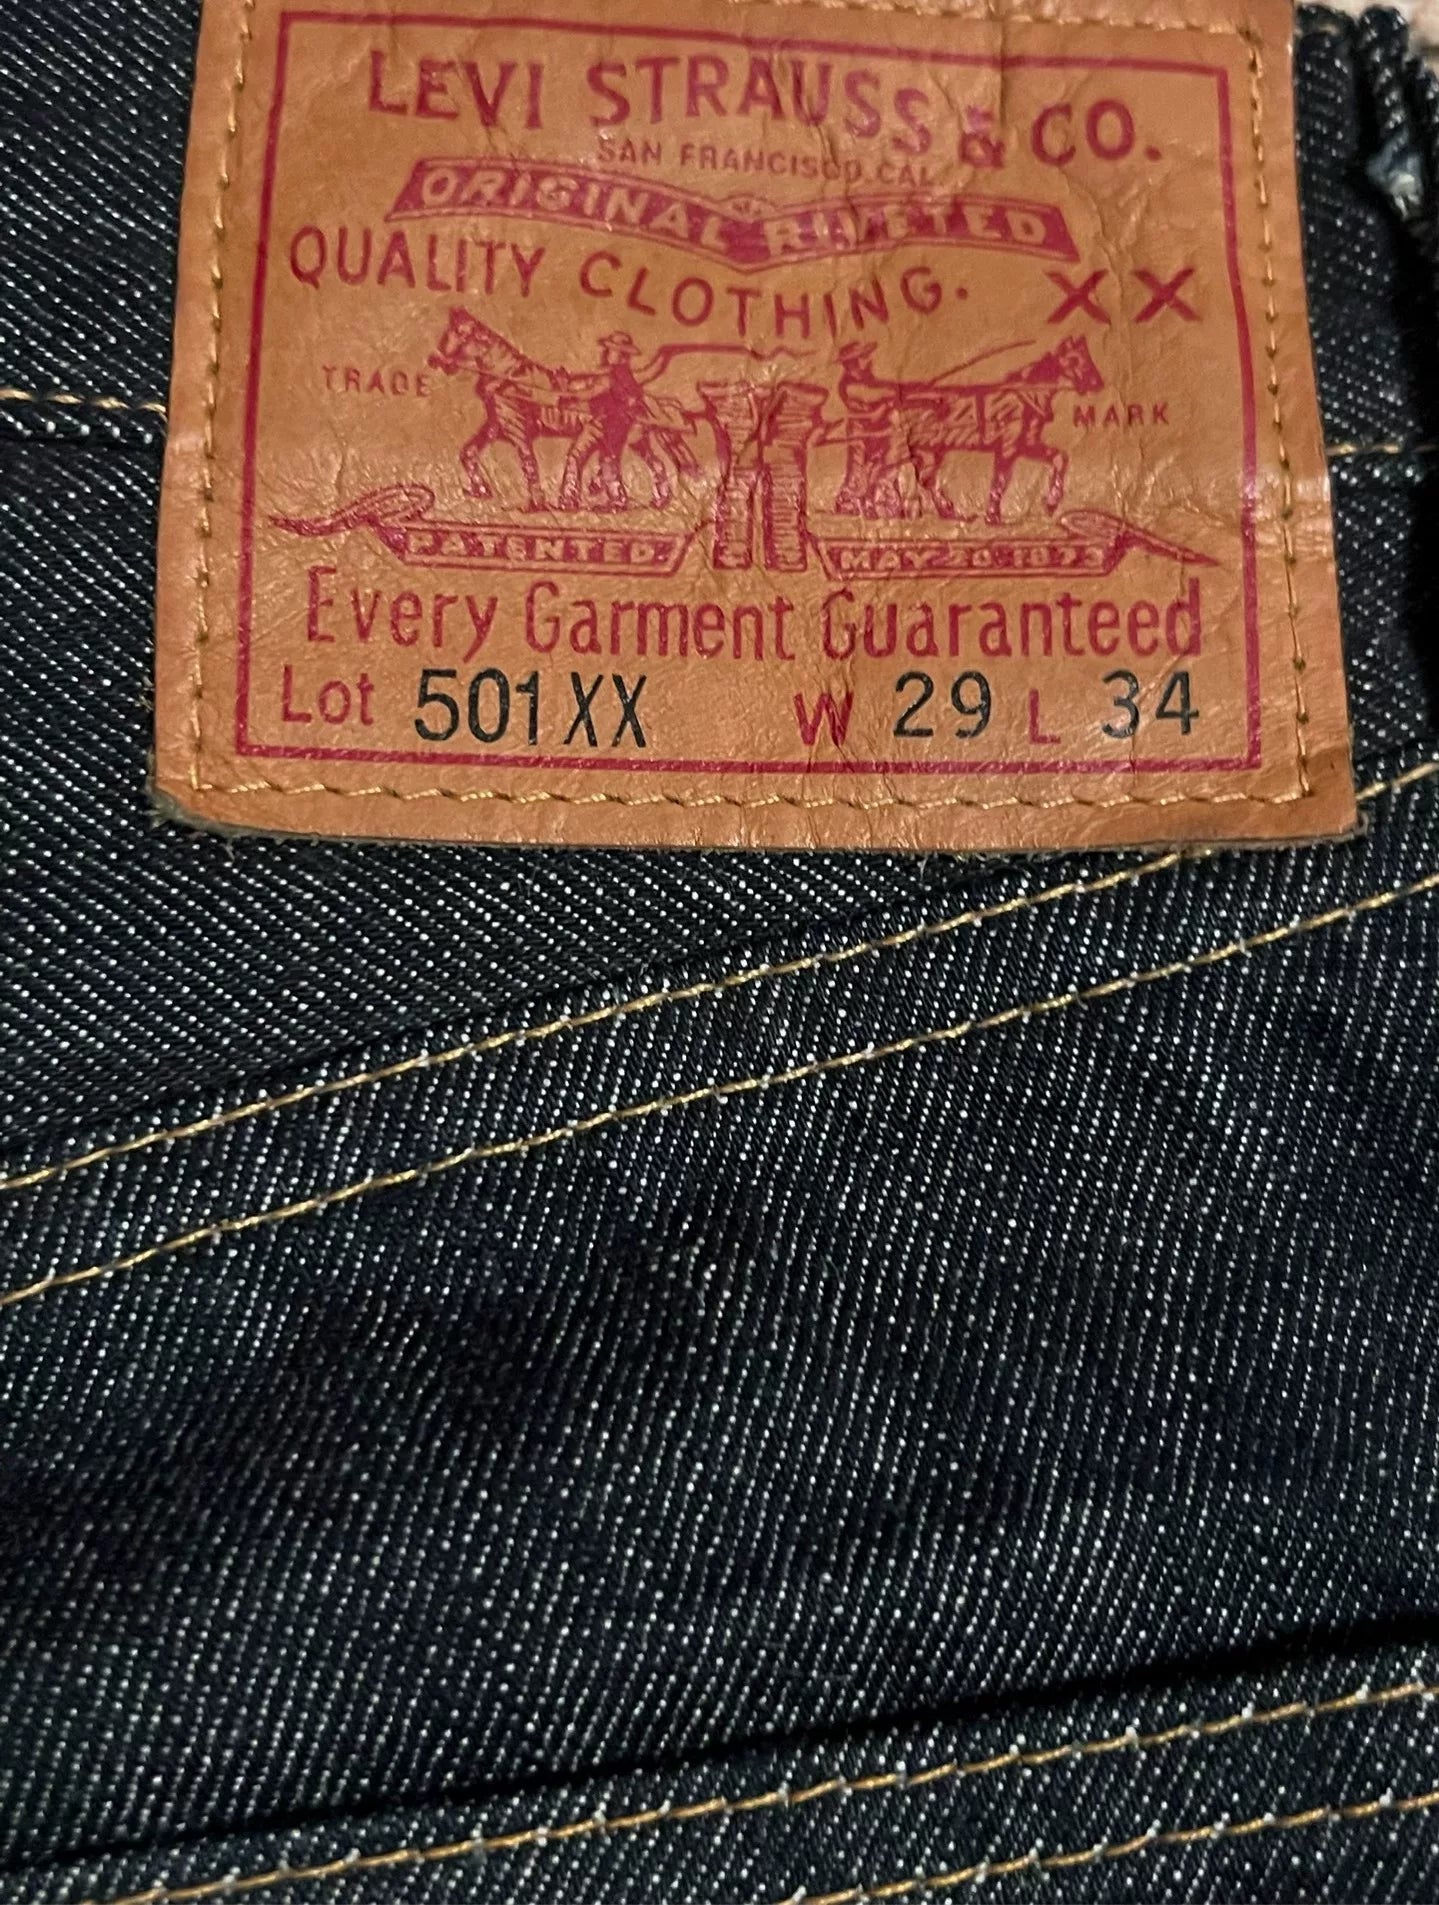 LEVI STRAUSS & CO.
SAN FRANCISCO, CAL.
ORIGINAL RIVETED
QUALITY CLOTHING. XX
TRADE MARK
PATENTED MAY 20 1873
Every Garment Guaranteed
Lot 501XX W 29 L 34